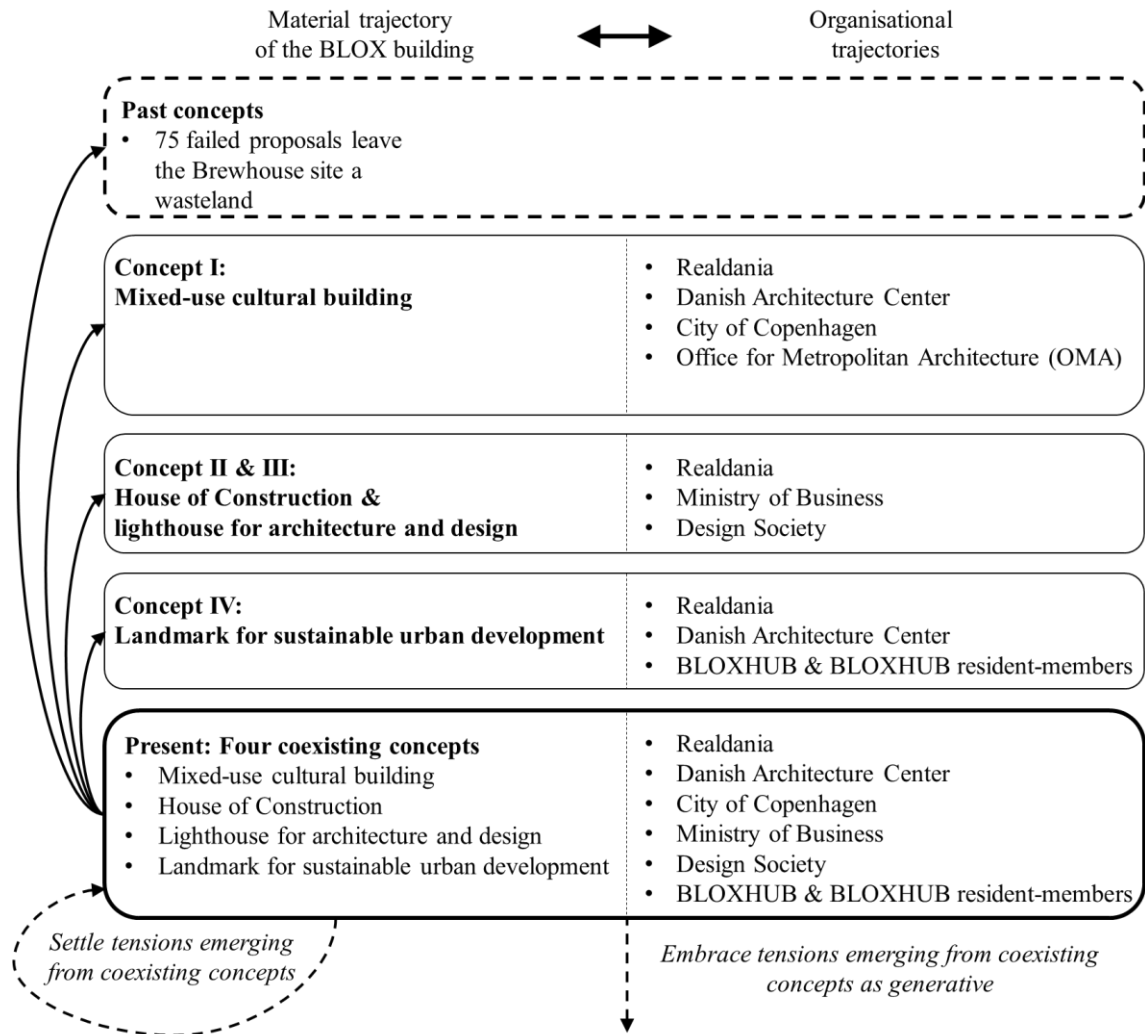 Material trajectory
of the BLOX building
Organisational
trajectories
Past concepts
• 75 failed proposals leave
the Brewhouse site a
wasteland
Concept I:
Mixed-use cultural building
• Realdania
• Danish Architecture Center
• City of Copenhagen
• Office for Metropolitan Architecture (OMA)
Concept II & III:
House of Construction &
lighthouse for architecture and design
• Realdania
• Ministry of Business
• Design Society
Concept IV:
Landmark for sustainable urban development
• Realdania
• Danish Architecture Center
• BLOXHUB & BLOXHUB resident-members
Present: Four coexisting concepts
• Mixed-use cultural building
• House of Construction
• Lighthouse for architecture and design
• Landmark for sustainable urban development
• Realdania
• Danish Architecture Center
• City of Copenhagen
• Ministry of Business
• Design Society
• BLOXHUB & BLOXHUB resident-members
Settle tensions emerging
from coexisting concepts
Embrace tensions emerging from coexisting
concepts as generative